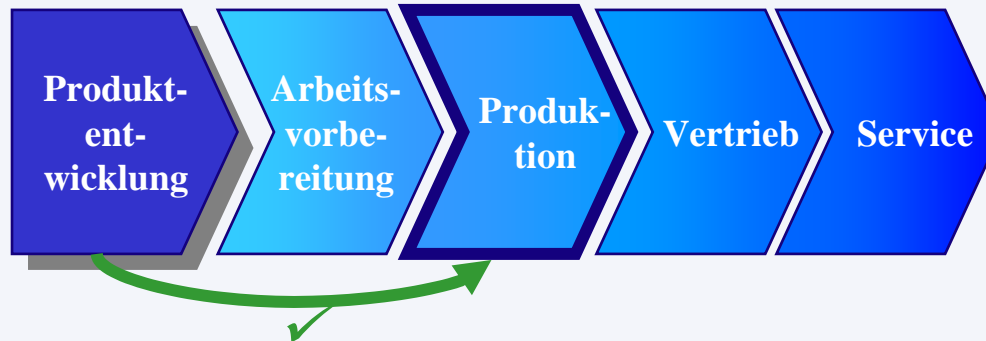 Produkt-
ent-
wicklung
Arbeits-
vorbe-
reitung
Produk-
tion
Vertrieb
Service